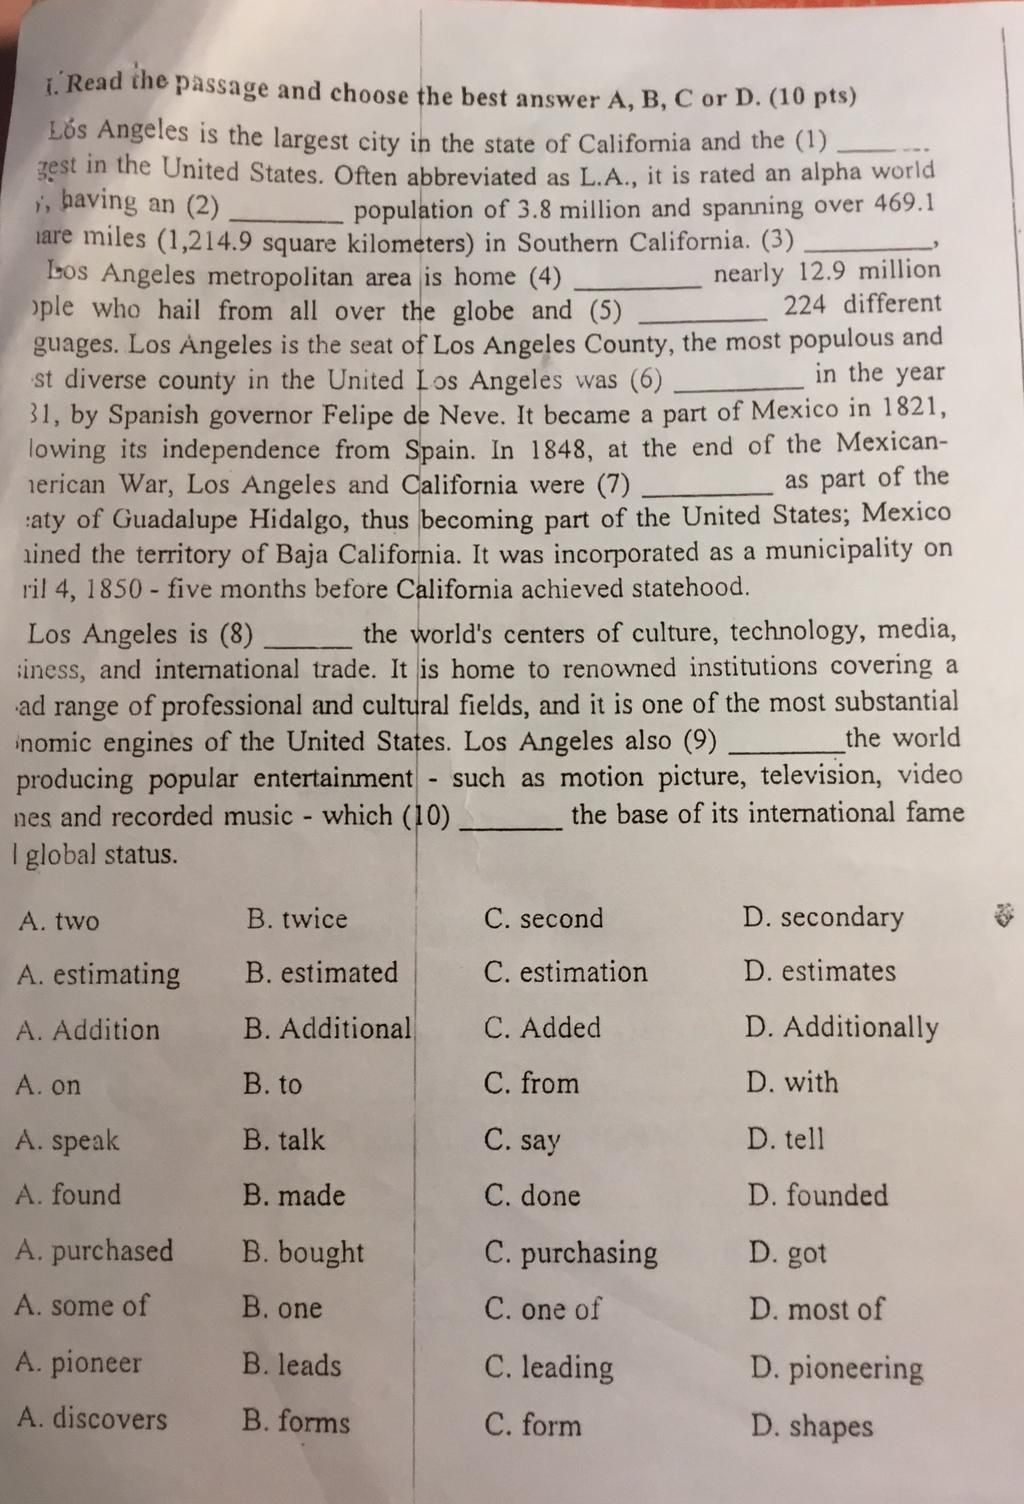 I. Read the passage and choose the best answer A, B, C or D. (10 pts)
Los Angeles is the largest city in the state of California and the (1) ______ ...
gest in the United States. Often abbreviated as L.A., it is rated an alpha world
, having an (2) ________ population of 3.8 million and spanning over 469.1
are miles (1,214.9 square kilometers) in Southern California. (3) _________,
Los Angeles metropolitan area is home (4) _________ nearly 12.9 million
ople who hail from all over the globe and (5) _________ 224 different
guages. Los Angeles is the seat of Los Angeles County, the most populous and
st diverse county in the United Los Angeles was (6) _________ in the year
31, by Spanish governor Felipe de Neve. It became a part of Mexico in 1821,
lowing its independence from Spain. In 1848, at the end of the Mexican-
nerican War, Los Angeles and California were (7) _________ as part of the
eaty of Guadalupe Hidalgo, thus becoming part of the United States; Mexico
ained the territory of Baja California. It was incorporated as a municipality on
ril 4, 1850 - five months before California achieved statehood.
Los Angeles is (8) ______ the world's centers of culture, technology, media,
siness, and international trade. It is home to renowned institutions covering a
ad range of professional and cultural fields, and it is one of the most substantial
nomic engines of the United States. Los Angeles also (9) ________the world
producing popular entertainment - such as motion picture, television, video
nes and recorded music - which (10) _______ the base of its international fame
l global status.
A. two B. twice C. second D. secondary
A. estimating B. estimated C. estimation D. estimates
A. Addition B. Additional C. Added D. Additionally
A. on B. to C. from D. with
A. speak B. talk C. say D. tell
A. found B. made C. done D. founded
A. purchased B. bought C. purchasing D. got
A. some of B. one C. one of D. most of
A. pioneer B. leads C. leading D. pioneering
A. discovers B. forms C. form D. shapes